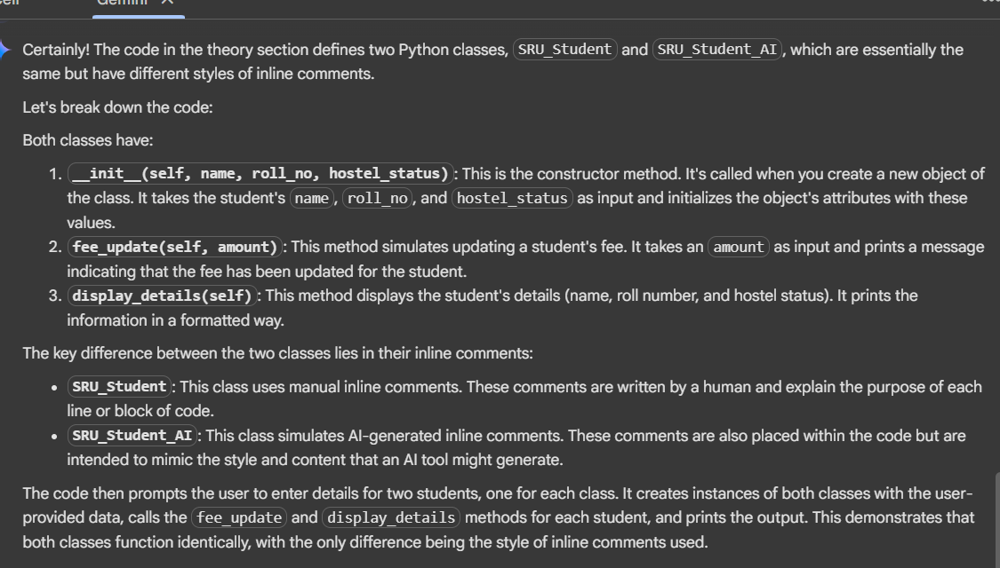 Gemini
Certainly! The code in the theory section defines two Python classes, SRU_Student and SRU_Student_AI, which are essentially the
same but have different styles of inline comments.
Let's break down the code:
Both classes have:
1. __init__(self, name, roll_no, hostel_status): This is the constructor method. It's called when you create a new object of
the class. It takes the student's name, roll_no, and hostel_status as input and initializes the object's attributes with these
values.
2. fee_update(self, amount): This method simulates updating a student's fee. It takes an amount as input and prints a message
indicating that the fee has been updated for the student.
3. display_details(self): This method displays the student's details (name, roll number, and hostel status). It prints the
information in a formatted way.
The key difference between the two classes lies in their inline comments:
• SRU_Student: This class uses manual inline comments. These comments are written by a human and explain the purpose of each
line or block of code.
• SRU_Student_AI: This class simulates AI-generated inline comments. These comments are also placed within the code but are
intended to mimic the style and content that an AI tool might generate.
The code then prompts the user to enter details for two students, one for each class. It creates instances of both classes with the user-
provided data, calls the fee_update and display_details methods for each student, and prints the output. This demonstrates that
both classes function identically, with the only difference being the style of inline comments used.